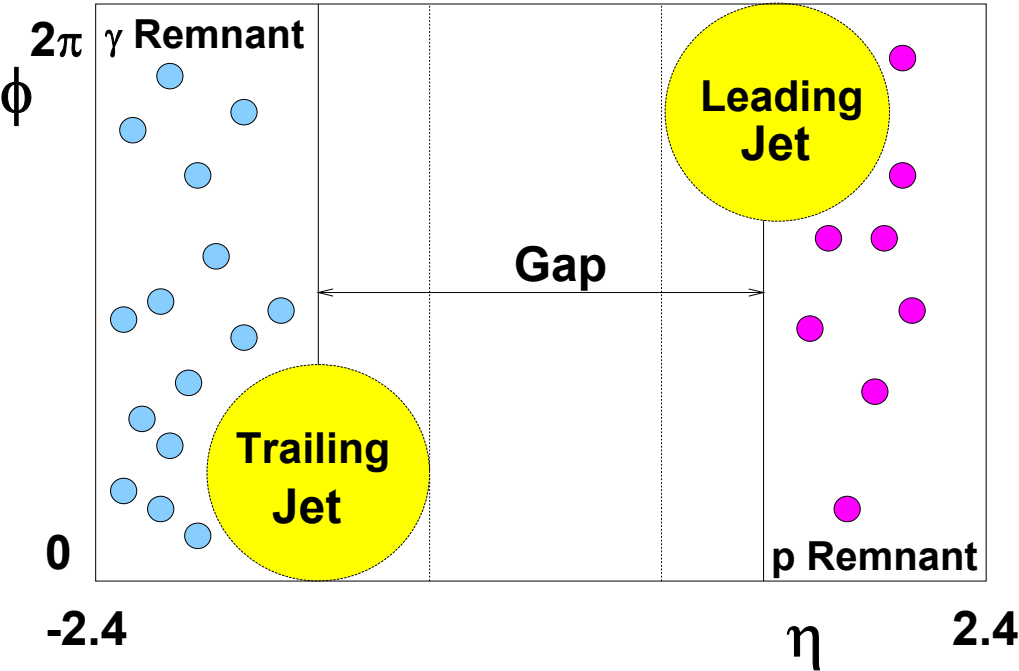 2π
γ Remnant
ϕ
Leading
Jet
Gap
Trailing
Jet
0
p Remnant
-2.4
η
2.4